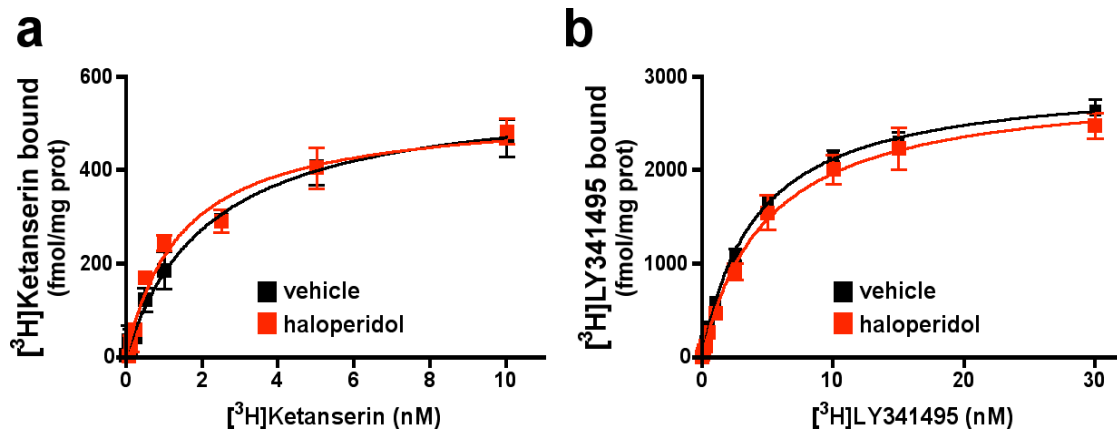 a
[³H]Ketanserin bound
(fmol/mg prot)
600
400
200
0
vehicle
haloperidol
0
2
4
6
8
10
[³H]Ketanserin (nM)
b
[³H]LY341495 bound
(fmol/mg prot)
3000
2000
1000
0
vehicle
haloperidol
0
10
20
30
[³H]LY341495 (nM)